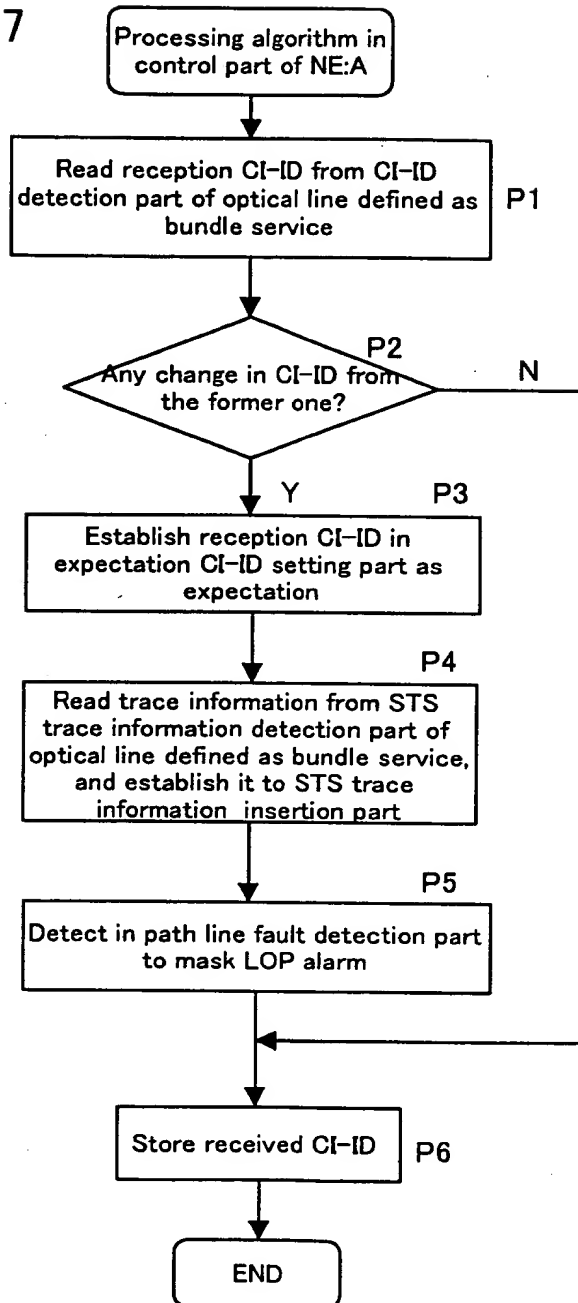 7
Processing algorithm in
control part of NE:A
Read reception CI-ID from CI-ID
detection part of optical line defined as
bundle service
P1
P2
Any change in CI-ID from
the former one?
N
Y
P3
Establish reception CI-ID in
expectation CI-ID setting part as
expectation
P4
Read trace information from STS
trace information detection part of
optical line defined as bundle service,
and establish it to STS trace
information insertion part
P5
Detect in path line fault detection part
to mask LOP alarm
Store received CI-ID
P6
END